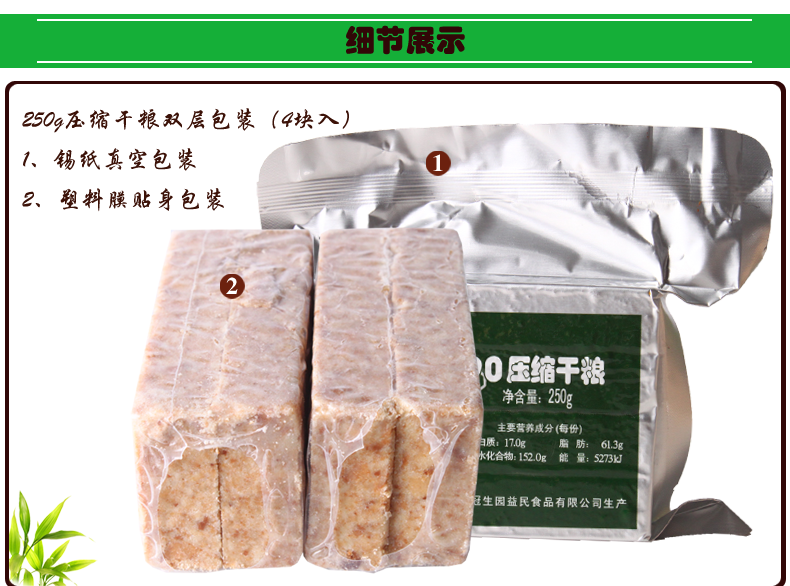 细节展示
250g压缩干粮双层包装（4块入）
1、锡纸真空包装
2、塑料膜贴身包装
1
2
0压缩干粮
净含量：250g
主要营养成分(每份)
白质：17.0g 脂 肪： 61.3g
水化合物：152.0g 能 量：5273kJ
冠生园益民食品有限公司生产